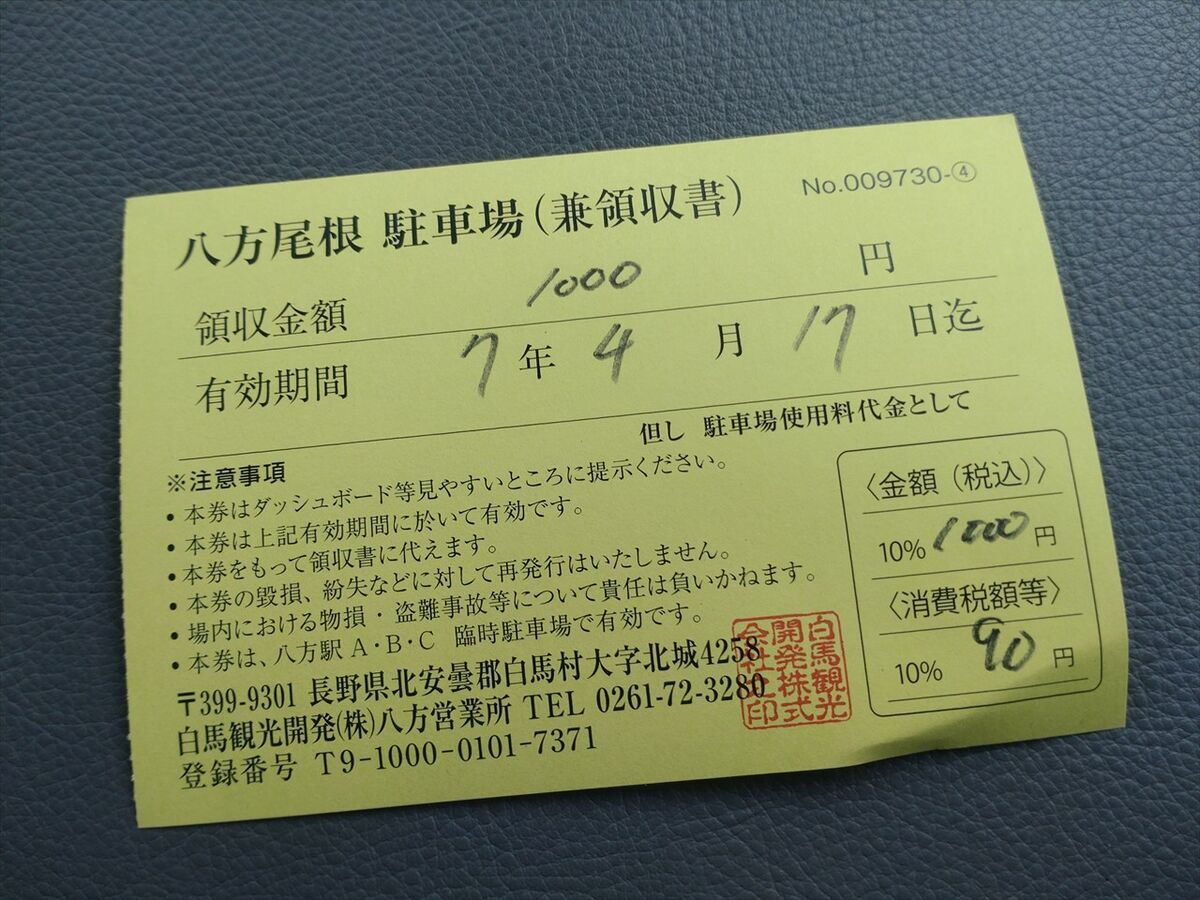 八方尾根 駐車場(兼領収書)
No.009730-④
領収金額 1000 円
有効期間 7年 4月 17日迄
但し 駐車場使用料代金として
※注意事項
・本券はダッシュボード等見やすいところに提示ください。
・本券は上記有効期間に於いて有効です。
・本券をもって領収書に代えます。
・本券の毀損、紛失などに対して再発行はいたしません。
・場内における物損・盗難事故等について責任は負いかねます。
・本券は、八方駅 A・B・C 臨時駐車場で有効です。
〒399-9301 長野県北安曇郡白馬村大字北城4258
白馬観光開発(株)八方営業所 TEL 0261-72-3280
登録番号 T9-1000-0101-7371
〈金額(税込)〉
10% 1000円
〈消費税額等〉
10% 90円
白馬観光
開発株式
会社之印